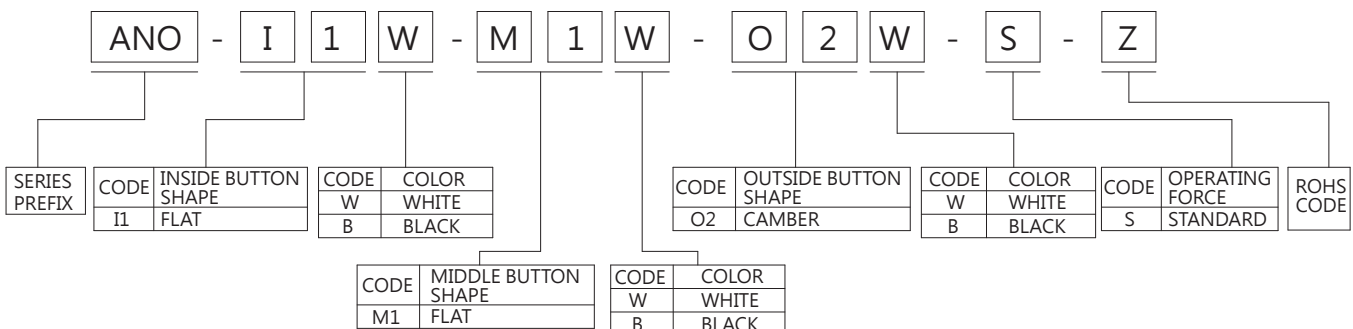 ANO - I 1 W - M 1 W - O 2 W - S - Z
SERIES
PREFIX
CODE INSIDE BUTTON
SHAPE
I1 FLAT
CODE COLOR
W WHITE
B BLACK
CODE MIDDLE BUTTON
SHAPE
M1 FLAT
CODE COLOR
W WHITE
B BLACK
CODE OUTSIDE BUTTON
SHAPE
O2 CAMBER
CODE COLOR
W WHITE
B BLACK
CODE OPERATING
FORCE
S STANDARD
ROHS
CODE